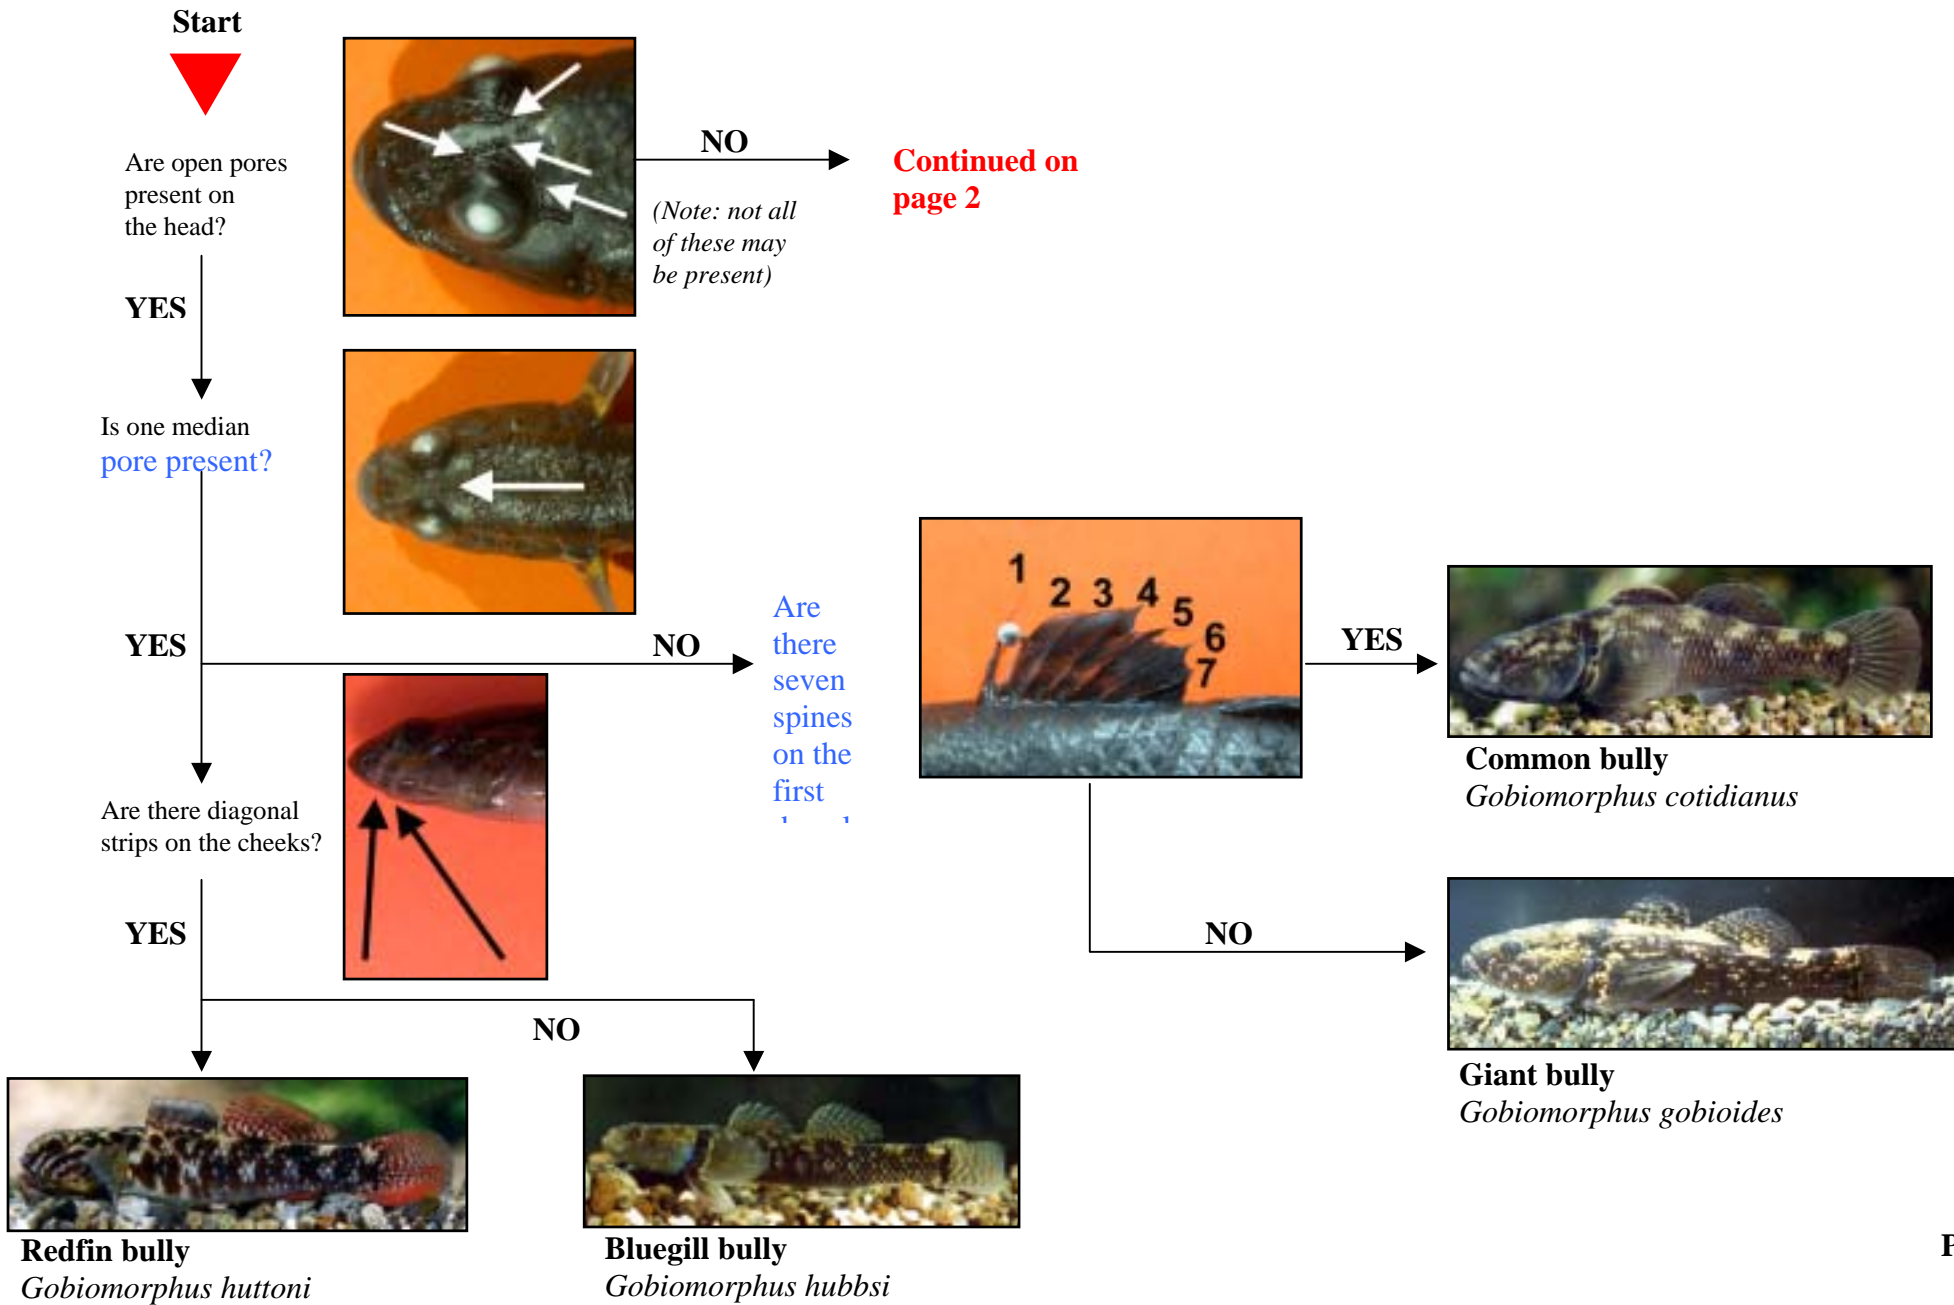 Start
Are open pores
present on
the head?
NO
(Note: not all
of these may
be present)
Continued on
page 2
YES
Is one median
pore present?
YES
NO
Are
there
seven
spines
on the
first
1
2
3
4
5
6
7
YES
Common bully
Gobiomorphus cotidianus
NO
Giant bully
Gobiomorphus gobioides
Are there diagonal
strips on the cheeks?
YES
NO
Redfin bully
Gobiomorphus huttoni
Bluegill bully
Gobiomorphus hubbsi
P